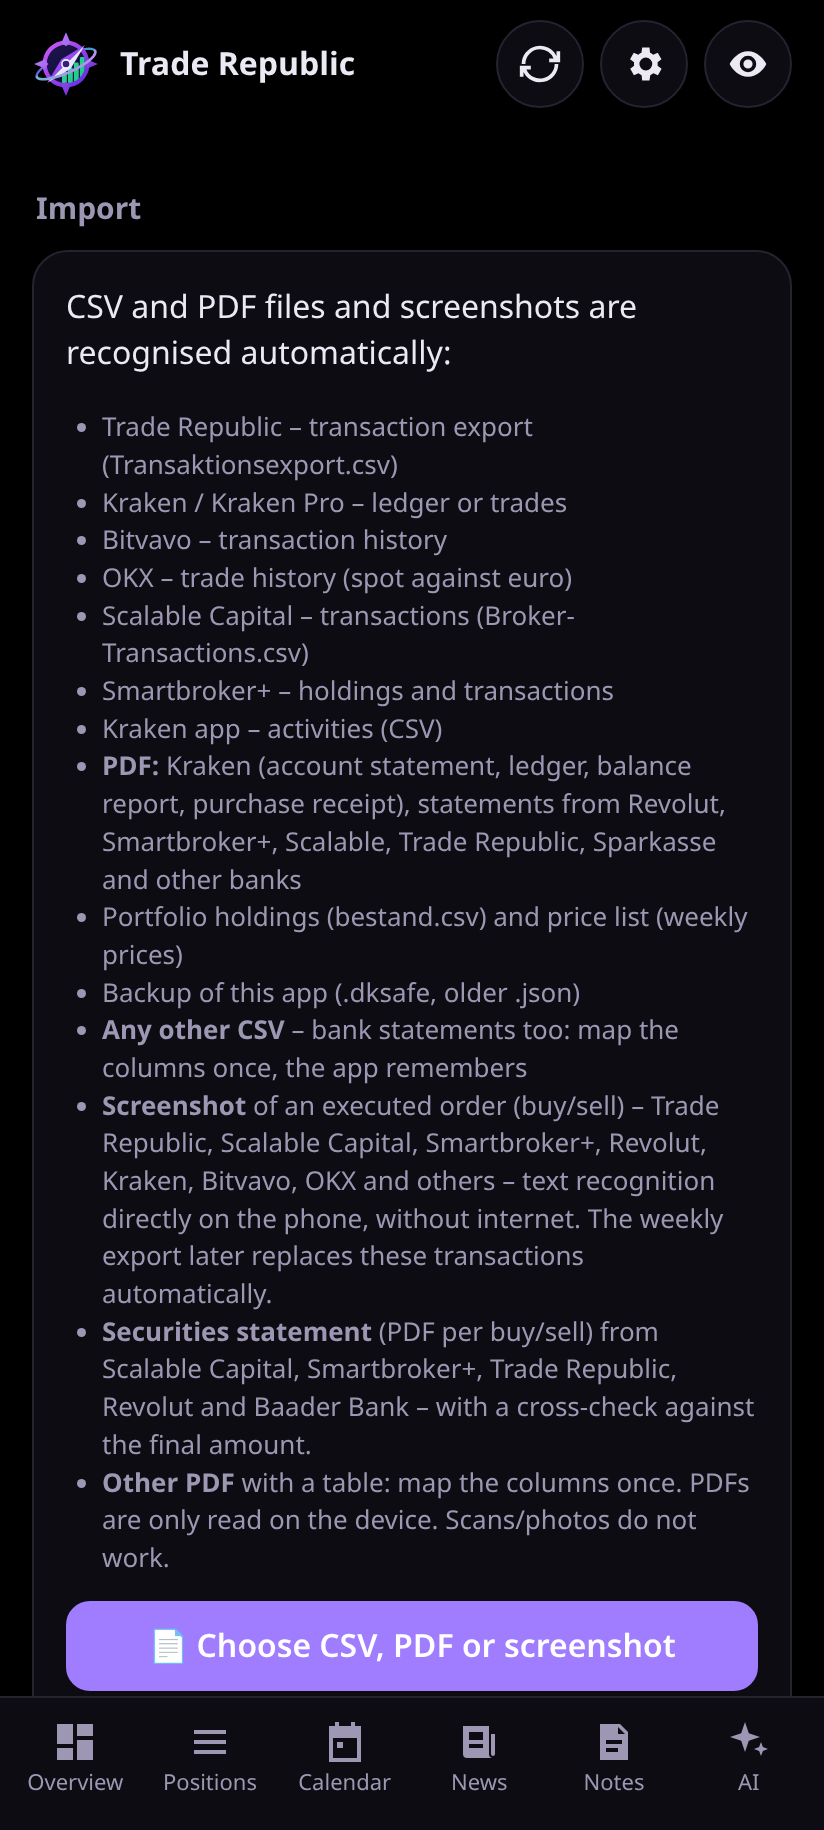 Trade Republic
Import
CSV and PDF files and screenshots are
recognised automatically:
• Trade Republic – transaction export
(Transaktionsexport.csv)
• Kraken / Kraken Pro – ledger or trades
• Bitvavo – transaction history
• OKX – trade history (spot against euro)
• Scalable Capital – transactions (Broker-
Transactions.csv)
• Smartbroker+ – holdings and transactions
• Kraken app – activities (CSV)
• PDF: Kraken (account statement, ledger, balance
report, purchase receipt), statements from Revolut,
Smartbroker+, Scalable, Trade Republic, Sparkasse
and other banks
• Portfolio holdings (bestand.csv) and price list (weekly
prices)
• Backup of this app (.dksafe, older .json)
• Any other CSV – bank statements too: map the
columns once, the app remembers
• Screenshot of an executed order (buy/sell) – Trade
Republic, Scalable Capital, Smartbroker+, Revolut,
Kraken, Bitvavo, OKX and others – text recognition
directly on the phone, without internet. The weekly
export later replaces these transactions
automatically.
• Securities statement (PDF per buy/sell) from
Scalable Capital, Smartbroker+, Trade Republic,
Revolut and Baader Bank – with a cross-check against
the final amount.
• Other PDF with a table: map the columns once. PDFs
are only read on the device. Scans/photos do not
work.
📄 Choose CSV, PDF or screenshot
Overview Positions Calendar News Notes AI